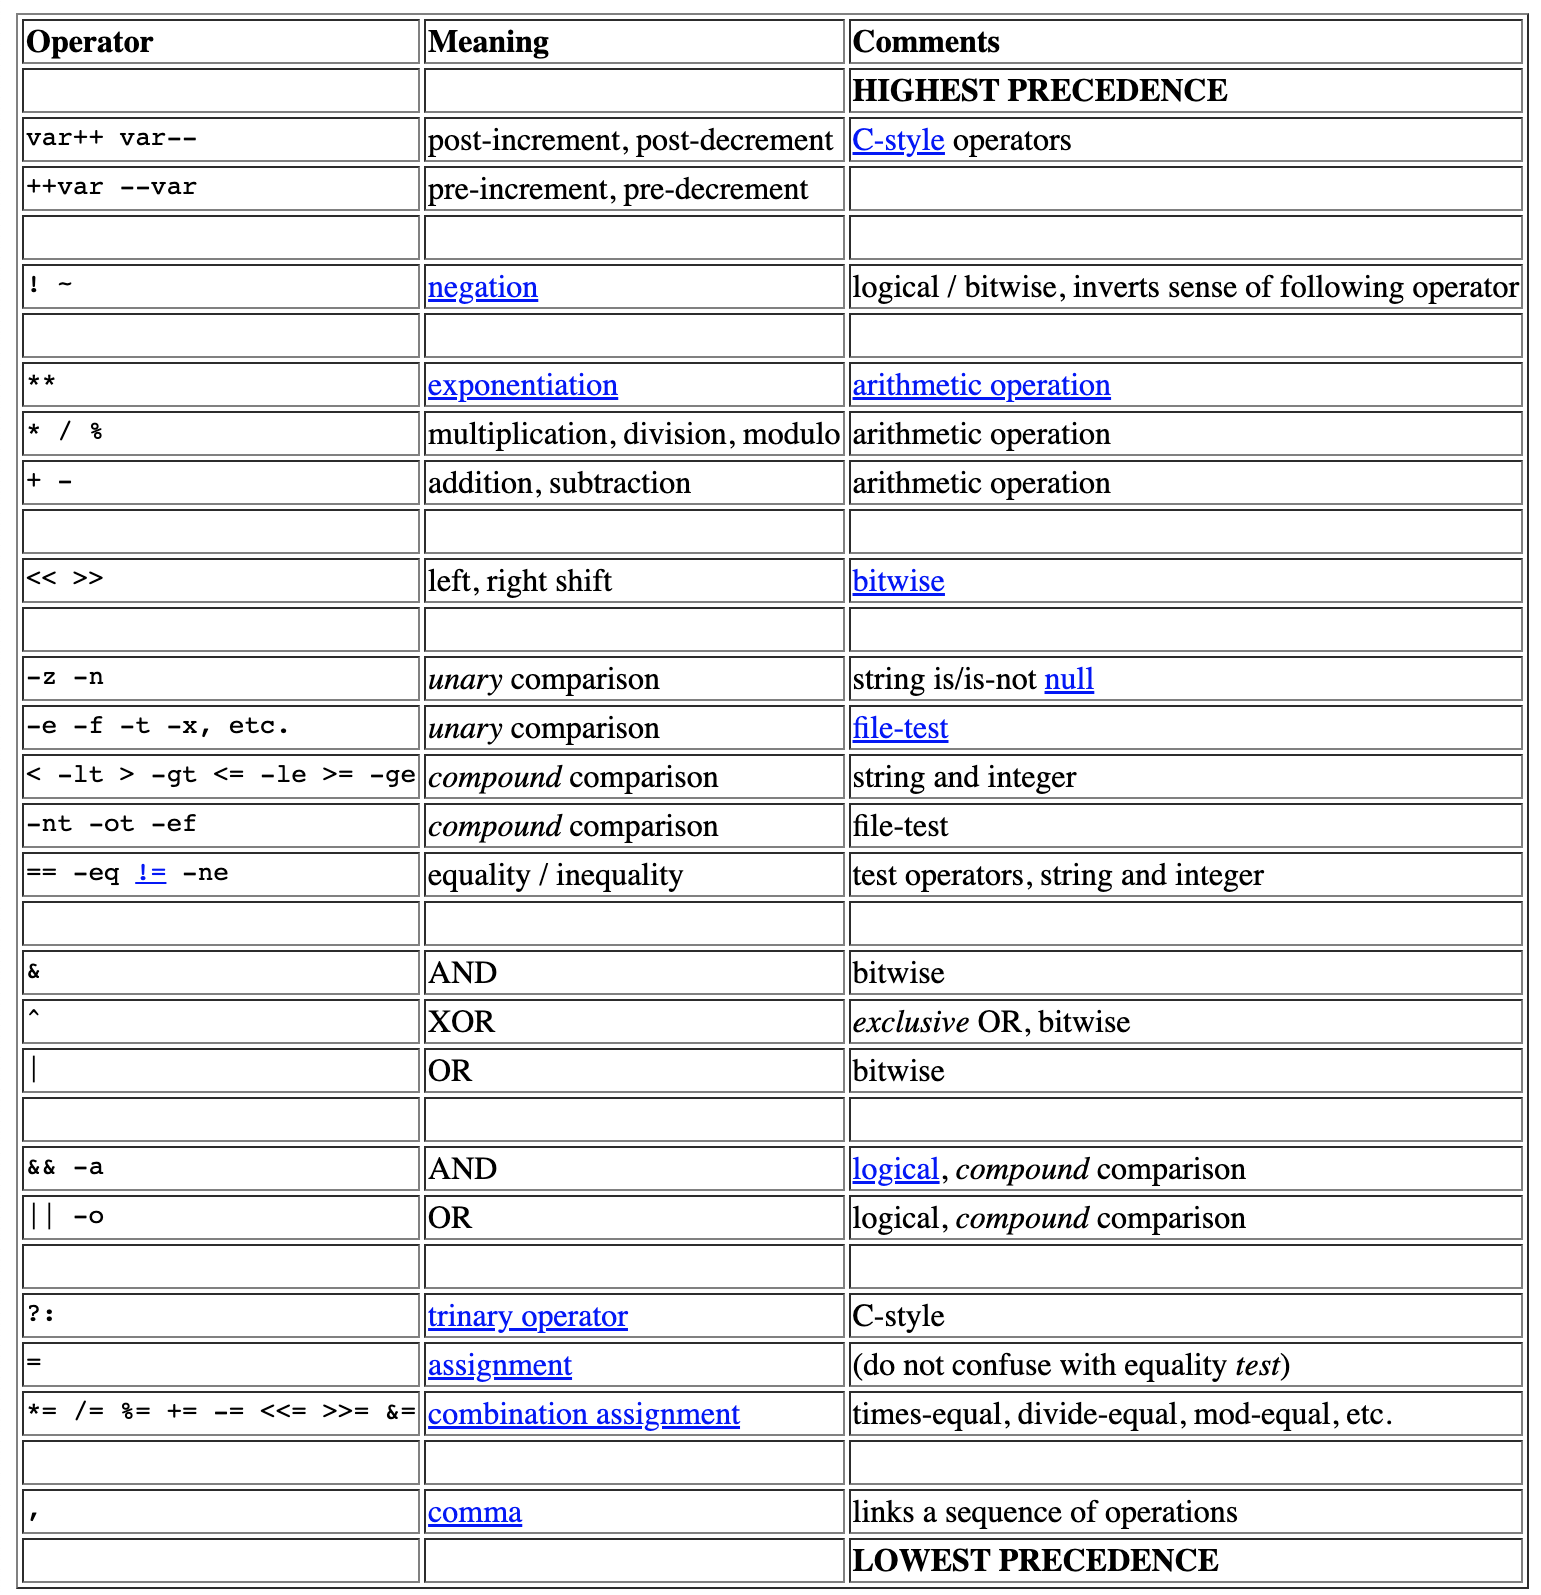 Operator Meaning Comments
HIGHEST PRECEDENCE
var++ var-- post-increment, post-decrement C-style operators
++var --var pre-increment, pre-decrement
! ~ negation logical / bitwise, inverts sense of following operator
** exponentiation arithmetic operation
* / % multiplication, division, modulo arithmetic operation
+ - addition, subtraction arithmetic operation
<< >> left, right shift bitwise
-z -n unary comparison string is/is-not null
-e -f -t -x, etc. unary comparison file-test
< -lt > -gt <= -le >= -ge compound comparison string and integer
-nt -ot -ef compound comparison file-test
== -eq != -ne equality / inequality test operators, string and integer
& AND bitwise
^ XOR exclusive OR, bitwise
| OR bitwise
&& -a AND logical, compound comparison
|| -o OR logical, compound comparison
?: trinary operator C-style
= assignment (do not confuse with equality test)
*= /= %= += -= <<= >>= &= combination assignment times-equal, divide-equal, mod-equal, etc.
, comma links a sequence of operations
LOWEST PRECEDENCE